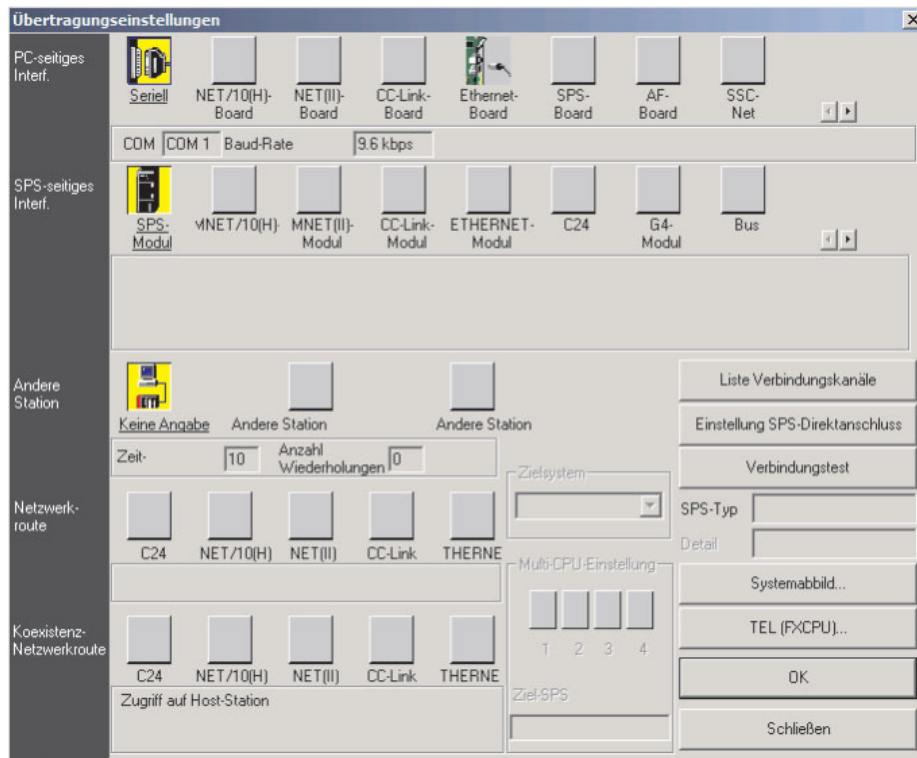 Übertragungseinstellungen
PC-seitiges
Interf.
Seriell
NET/10(H)-
Board
NET(II)-
Board
CC-Link-
Board
Ethernet-
Board
SPS-
Board
AF-
Board
SSC-
Net
COM COM 1 Baud-Rate 9.6 kbps
SPS-seitiges
Interf.
SPS-
Modul
MNET/10(H)-
MNET(II)-
Modul
CC-Link-
Modul
ETHERNET-
Modul
C24
G4-
Modul
Bus
Andere
Station
Keine Angabe
Andere Station
Andere Station
Liste Verbindungskanäle
Einstellung SPS-Direktanschluss
Verbindungstest
Zeit- 10
Anzahl
Wiederholungen 0
Zielsystem
SPS-Typ
Detail
Netzwerk-
route
C24 NET/10(H) NET(II) CC-Link THERNE
Multi-CPU-Einstellung
1 2 3 4
Ziel-SPS
Systemabbild...
TEL (FXCPU)...
OK
Schließen
Koexistenz-
Netzwerkroute
C24 NET/10(H) NET(II) CC-Link THERNE
Zugriff auf Host-Station